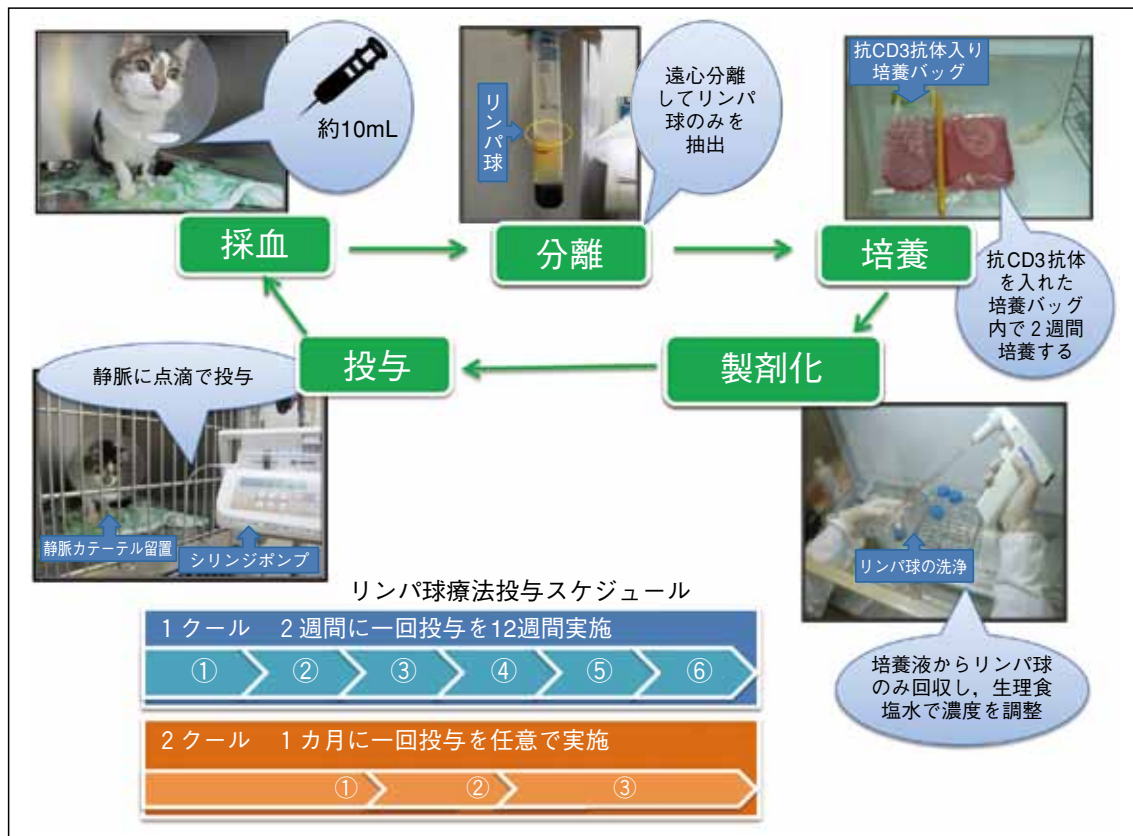 約10mL
リンパ球
遠心分離
してリンパ
球のみを
抽出
抗CD3抗体入り
培養バッグ
採血
分離
培養
抗CD3抗体
を入れた
培養バッグ
内で２週間
培養する
製剤化
投与
静脈に点滴で投与
静脈カテーテル留置
シリンジポンプ
リンパ球の洗浄
培養液からリンパ球
のみ回収し，生理食
塩水で濃度を調整
リンパ球療法投与スケジュール
１クール　２週間に一回投与を12週間実施
① ② ③ ④ ⑤ ⑥
２クール　１カ月に一回投与を任意で実施
① ② ③